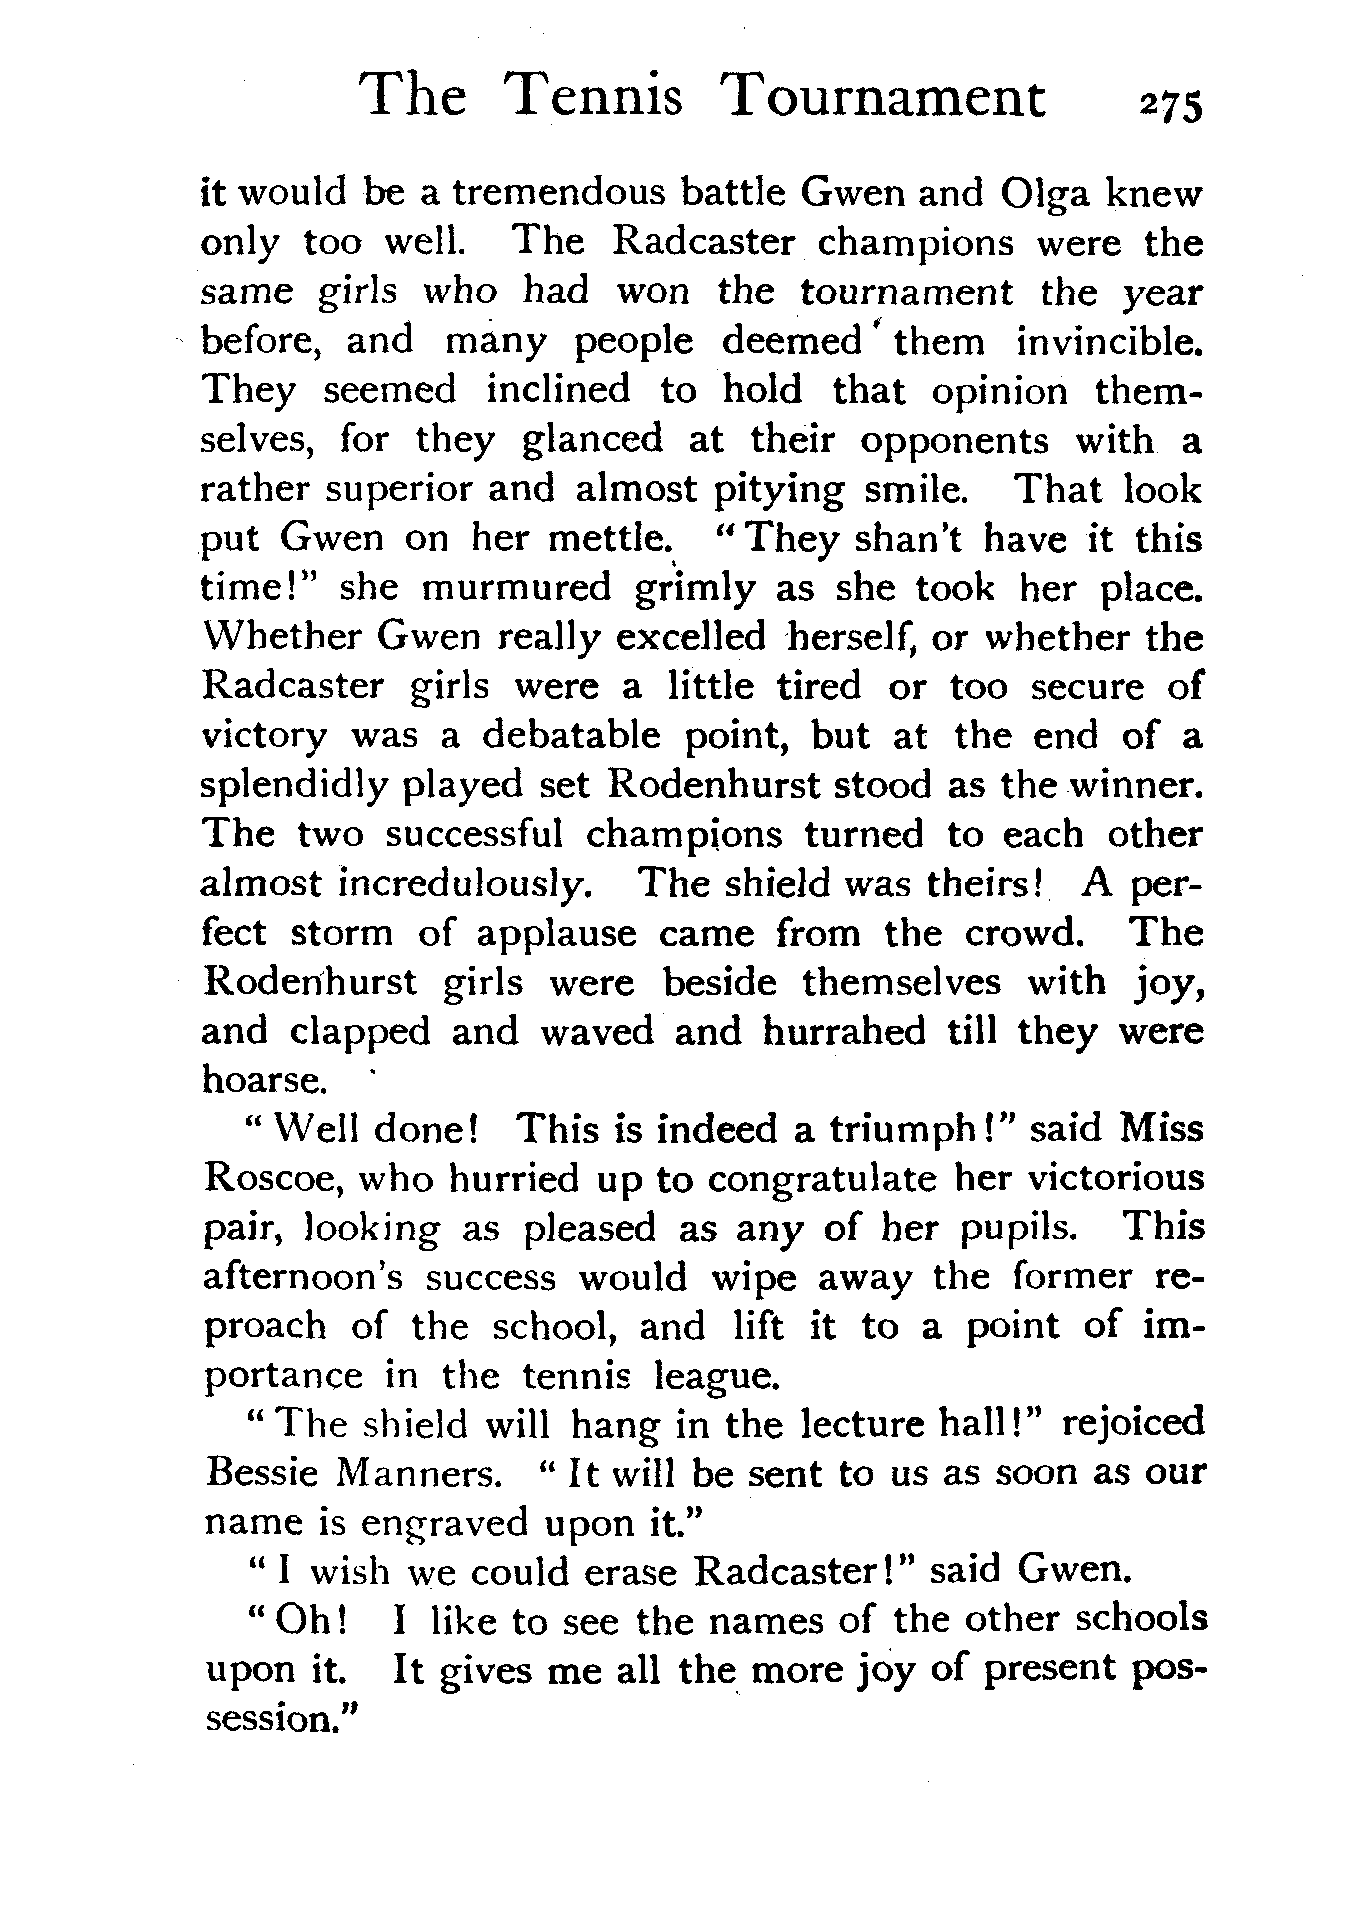 The Tennis Tournament 275
it would be a tremendous battle Gwen and Olga knew
only too well. The Radcaster champions were the
same girls who had won the tournament the year
before, and many people deemed them invincible.
They seemed inclined to hold that opinion them-
selves, for they glanced at their opponents with a
rather superior and almost pitying smile. That look
put Gwen on her mettle. "They shan't have it this
time!" she murmured grimly as she took her place.
Whether Gwen really excelled herself, or whether the
Radcaster girls were a little tired or too secure of
victory was a debatable point, but at the end of a
splendidly played set Rodenhurst stood as the winner.
The two successful champions turned to each other
almost incredulously. The shield was theirs! A per-
fect storm of applause came from the crowd. The
Rodenhurst girls were beside themselves with joy,
and clapped and waved and hurrahed till they were
hoarse.
"Well done! This is indeed a triumph!" said Miss
Roscoe, who hurried up to congratulate her victorious
pair, looking as pleased as any of her pupils. This
afternoon's success would wipe away the former re-
proach of the school, and lift it to a point of im-
portance in the tennis league.
"The shield will hang in the lecture hall!" rejoiced
Bessie Manners. "It will be sent to us as soon as our
name is engraved upon it."
"I wish we could erase Radcaster!" said Gwen.
"Oh! I like to see the names of the other schools
upon it. It gives me all the more joy of present pos-
session."